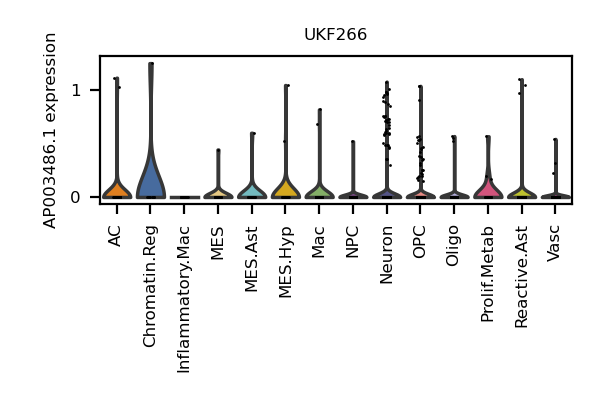 UKF266
AP003486.1 expression
1
0
AC
Chromatin.Reg
Inflammatory.Mac
MES
MES.Ast
MES.Hyp
Mac
NPC
Neuron
OPC
Oligo
Prolif.Metab
Reactive.Ast
Vasc